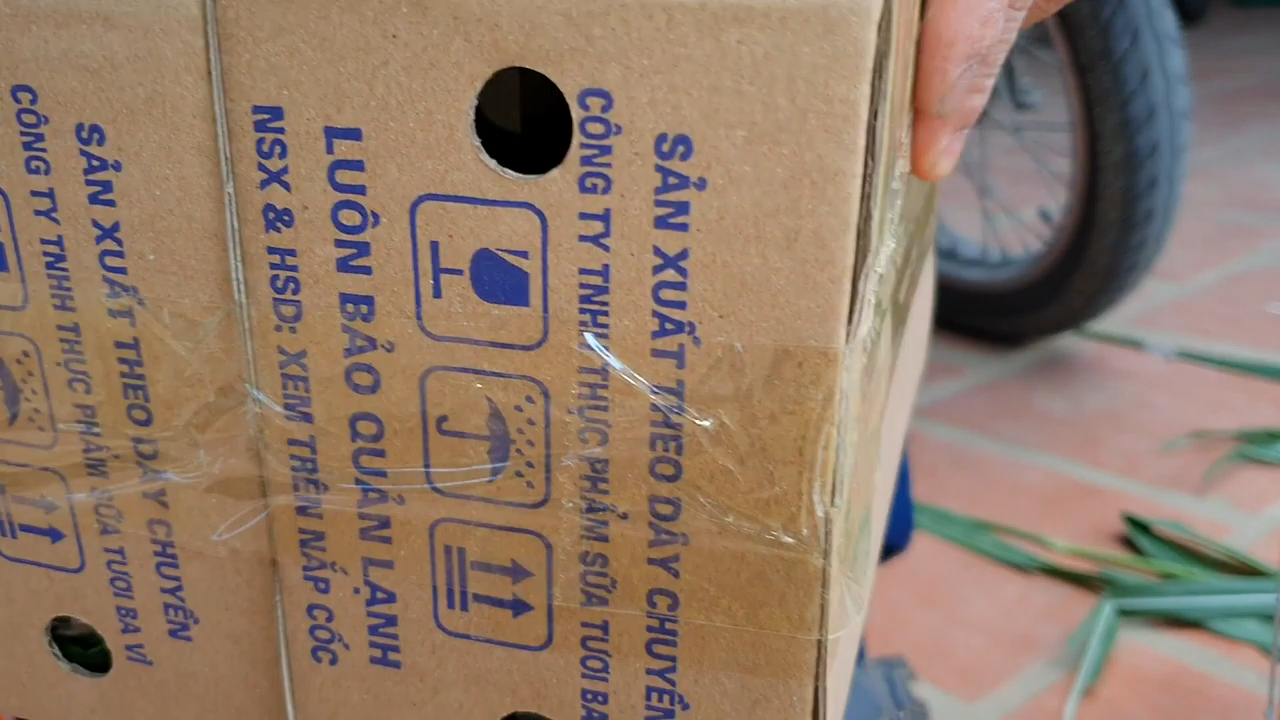 SẢN XUẤT THEO DÂY CHUYỀN
CÔNG TY TNHH THỰC PHẨM SỮA TƯƠI BA
LUÔN BẢO QUẢN LẠNH
NSX & HSD: XEM TRÊN NẮP CỐC
SẢN XUẤT THEO DÂY CHUYỀN
CÔNG TY TNHH THỰC PHẨM SỮA TƯƠI BA VÌ